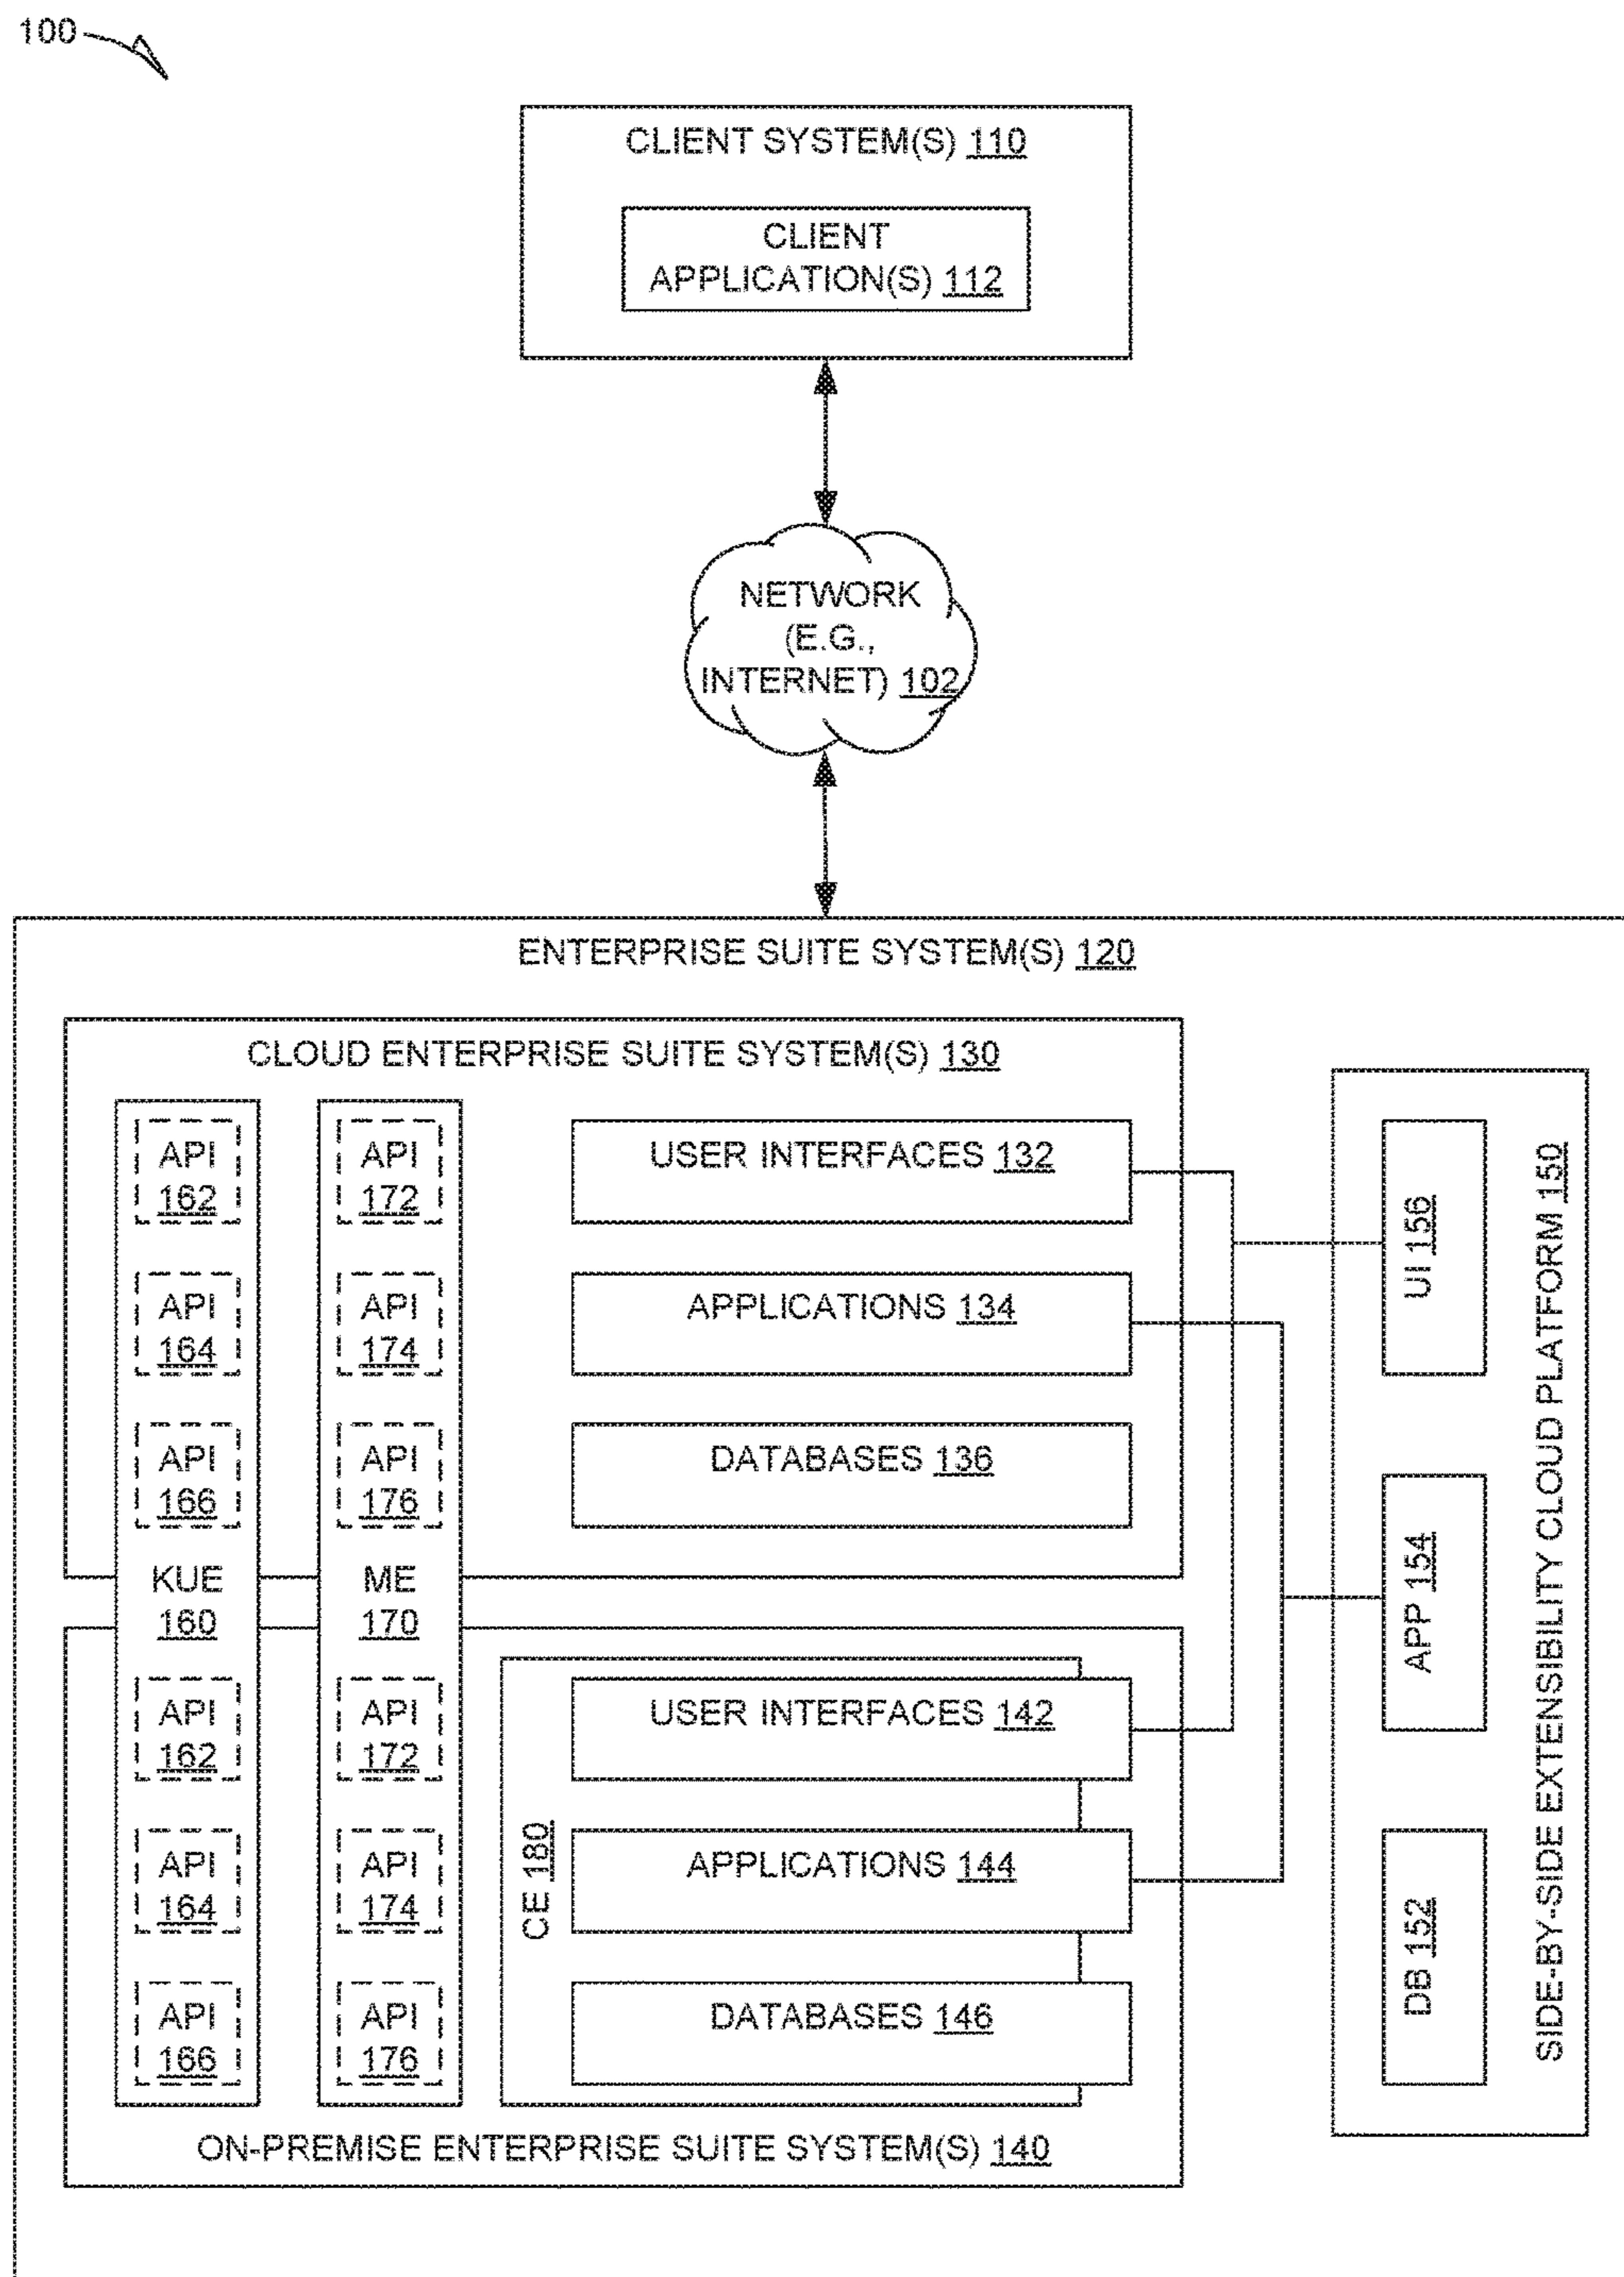 100
CLIENT SYSTEM(S) 110
CLIENT
APPLICATION(S) 112
NETWORK
(E.G.,
INTERNET) 102
ENTERPRISE SUITE SYSTEM(S) 120
CLOUD ENTERPRISE SUITE SYSTEM(S) 130
API
162
API
164
API
166
KUE
160
API
162
API
164
API
166
API
172
API
174
API
176
ME
170
API
172
API
174
API
176
USER INTERFACES 132
APPLICATIONS 134
DATABASES 136
CE 180
USER INTERFACES 142
APPLICATIONS 144
DATABASES 146
ON-PREMISE ENTERPRISE SUITE SYSTEM(S) 140
UI 156
APP 154
DB 152
SIDE-BY-SIDE EXTENSIBILITY CLOUD PLATFORM 150